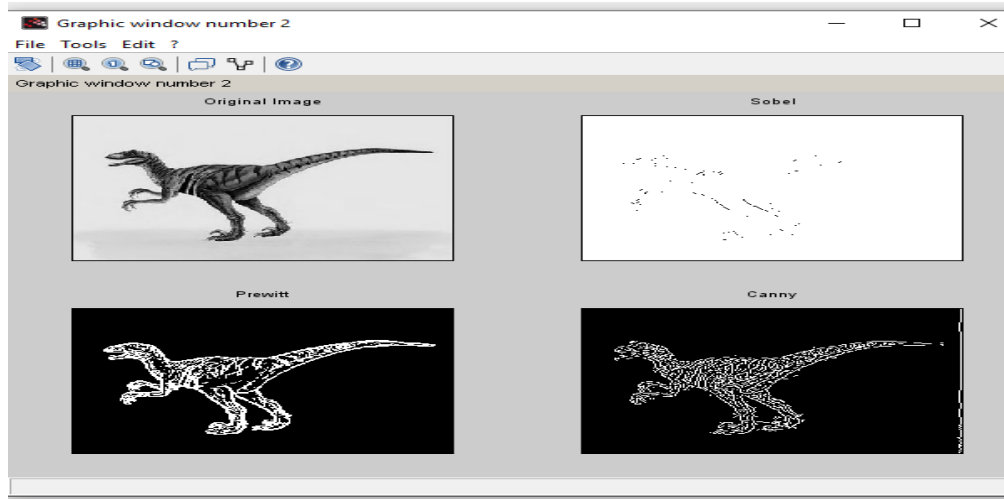 Graphic window number 2
File Tools Edit ?
Graphic window number 2
Original Image
Sobel
Prewitt
Canny